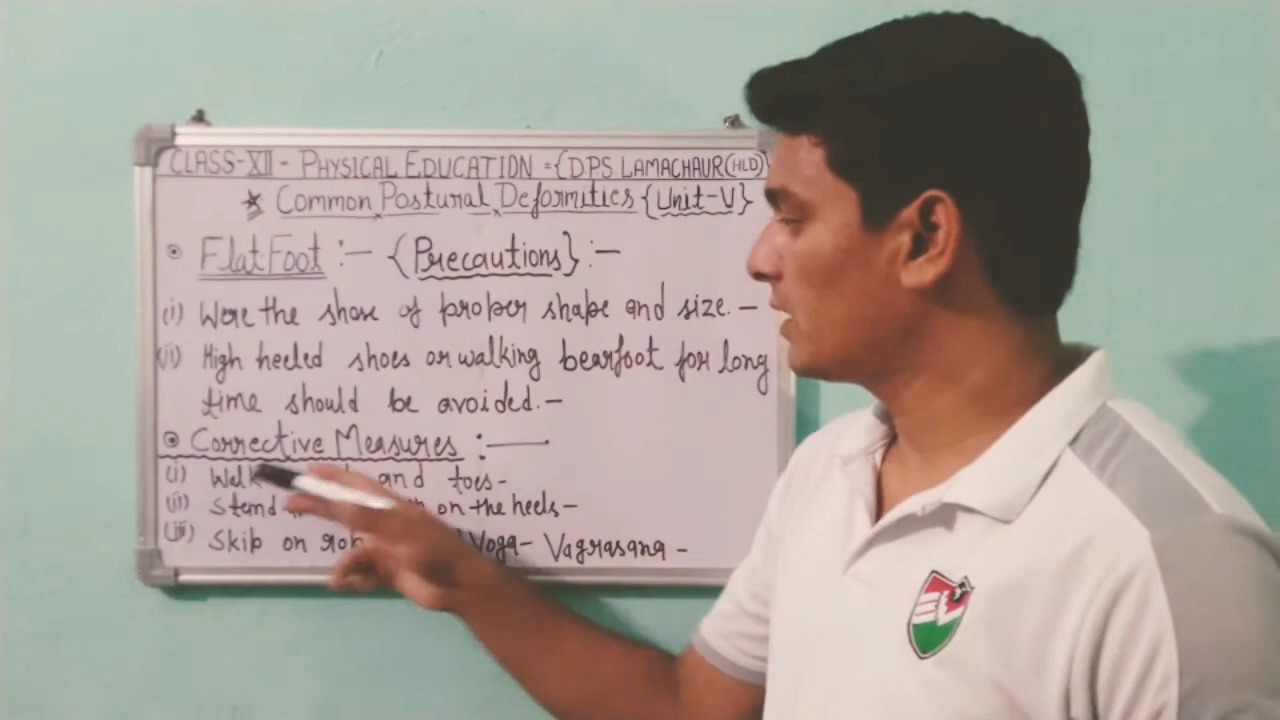 CLASS-XII - PHYSICAL EDUCATION = {DPS LAMACHAUR(HLD)}
Common Postural Deformities {Unit-V}
Flat Foot :- {Precautions} :-
(i) Were the shose of proper shape and size. -
(ii) High heeled shoes or walking bearfoot for long
time should be avoided. -
Corrective Measures :-
(i) Walk and toes -
(ii) Stand on the heels -
(iii) Skip on Yoga - Vagrasana -